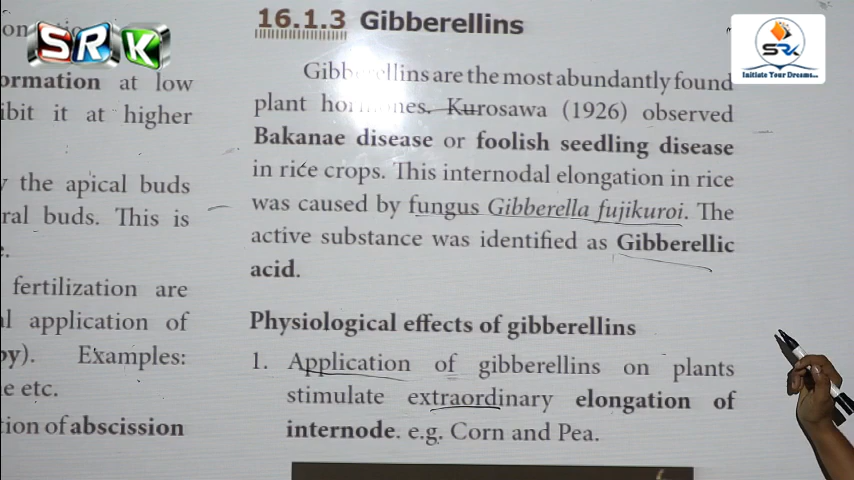 16.1.3 Gibberellins
Gibberellins are the most abundantly found
plant hormones. Kurosawa (1926) observed
Bakanae disease or foolish seedling disease
in rice crops. This internodal elongation in rice
was caused by fungus Gibberella fujikuroi. The
active substance was identified as Gibberellic
acid.
Physiological effects of gibberellins
1. Application of gibberellins on plants
stimulate extraordinary elongation of
internode. e.g. Corn and Pea.
ormation at low
ibit it at higher
the apical buds
ral buds. This is
fertilization are
l application of
Examples:
e etc.
tion of abscission
SRK
SRK
Initiate Your Dreams...